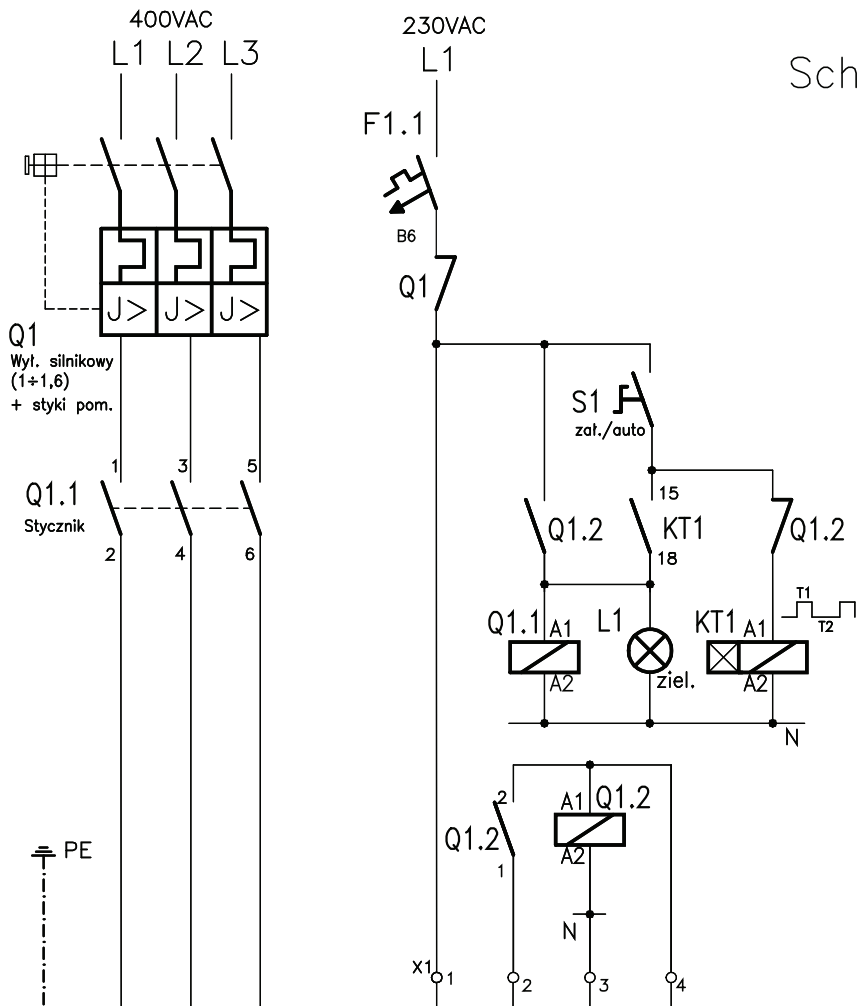 400VAC
L1 L2 L3
230VAC
L1
Sch
F1.1
B6
Q1
J> J> J>
Q1
Wył. silnikowy
(1÷1,6)
+ styki pom.
S1
zał./auto
1 3 5
Q1.1
Stycznik
2 4 6
15
Q1.2 KT1 Q1.2
18
T1
T2
Q1.1 A1 L1 KT1 A1
A2 ziel. A2
N
2 A1 Q1.2
Q1.2
A2
1
PE
N
X1 1 2 3 4